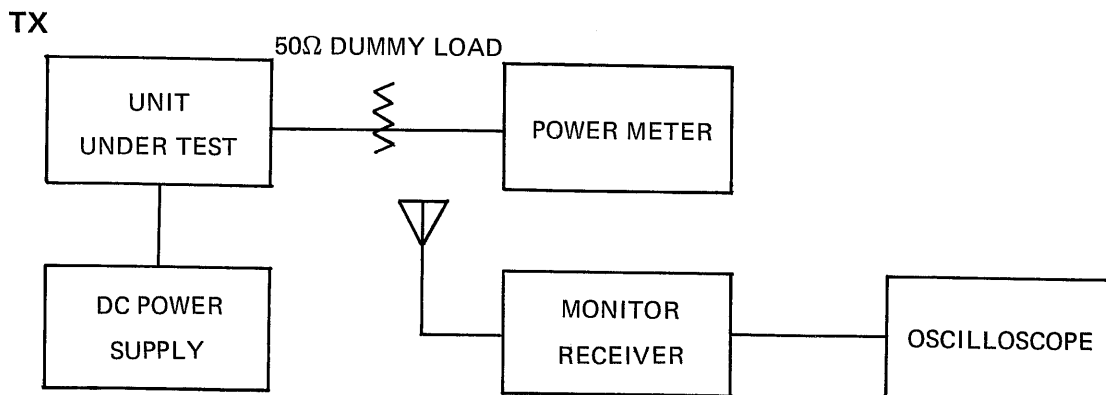 TX
50Ω DUMMY LOAD
UNIT
UNDER TEST
POWER METER
DC POWER
SUPPLY
MONITOR
RECEIVER
OSCILLOSCOPE